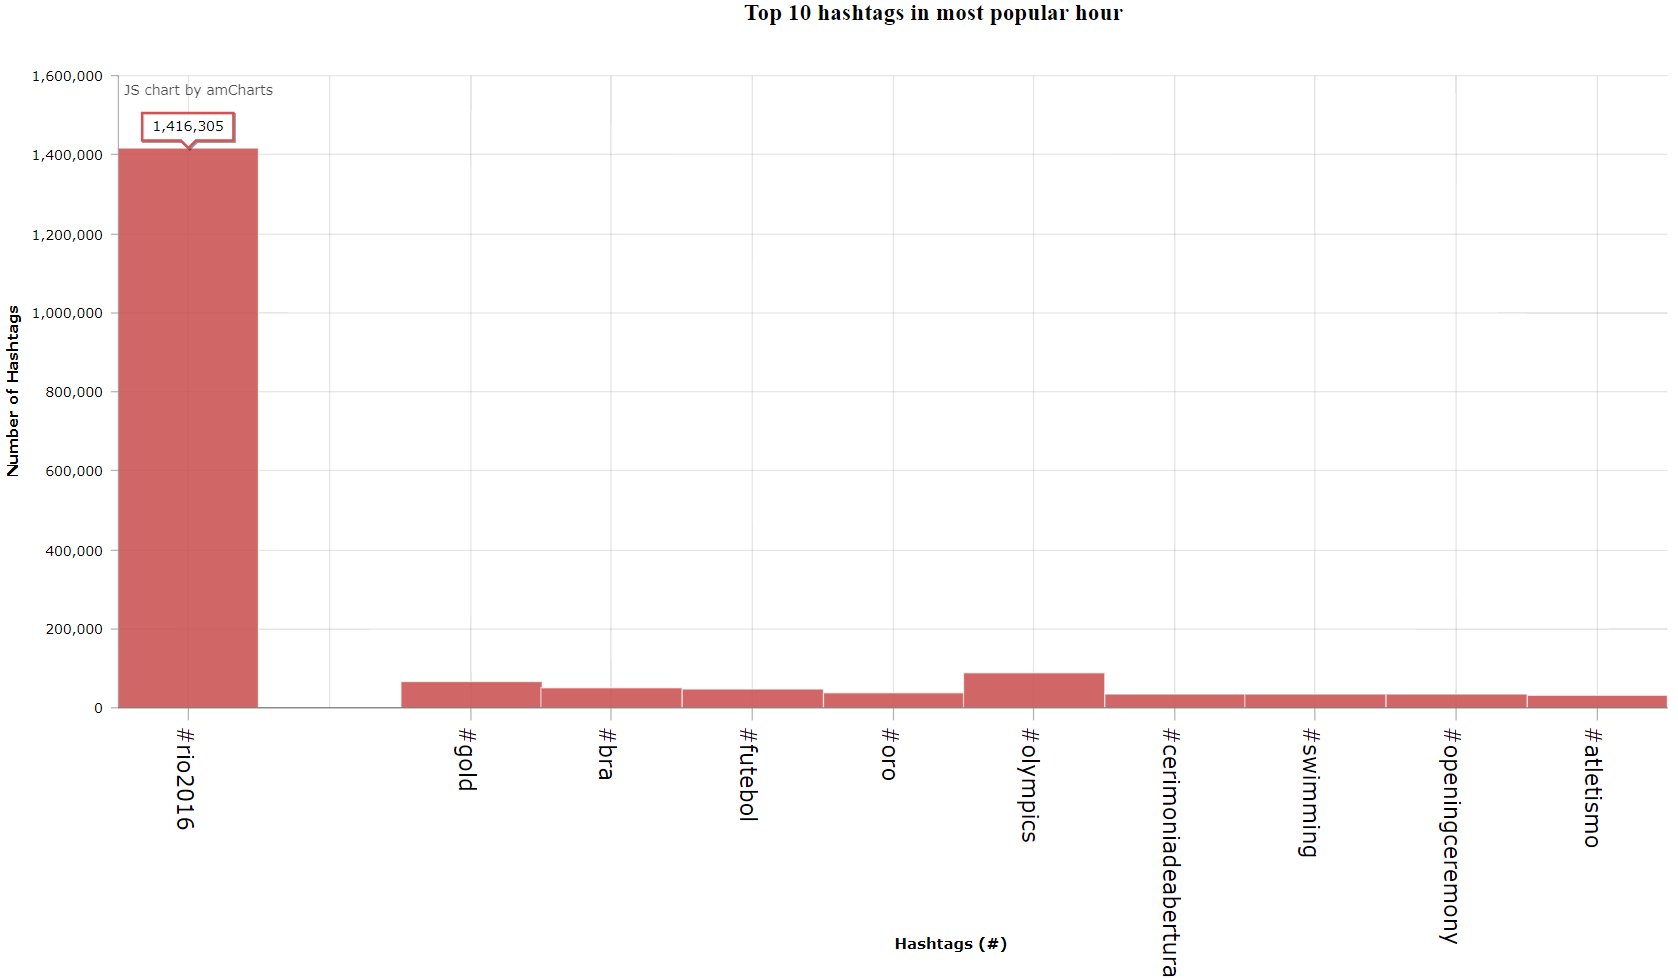 Top 10 hashtags in most popular hour
JS chart by amCharts
1,416,305
1,600,000
1,400,000
1,200,000
1,000,000
800,000
600,000
400,000
200,000
0
Number of Hashtags
#rio2016
#gold
#bra
#futebol
#oro
#olympics
#cerimoniadeabertura
#swimming
#openingceremony
#atletismo
Hashtags (#)